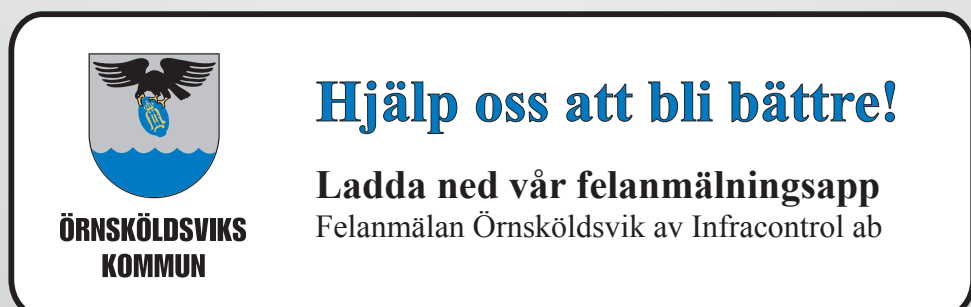 Hjälp oss att bli bättre!
Ladda ned vår felanmälningsapp
Felanmälan Örnsköldsvik av Infracontrol ab
ÖRNSKÖLDSVIKS
KOMMUN